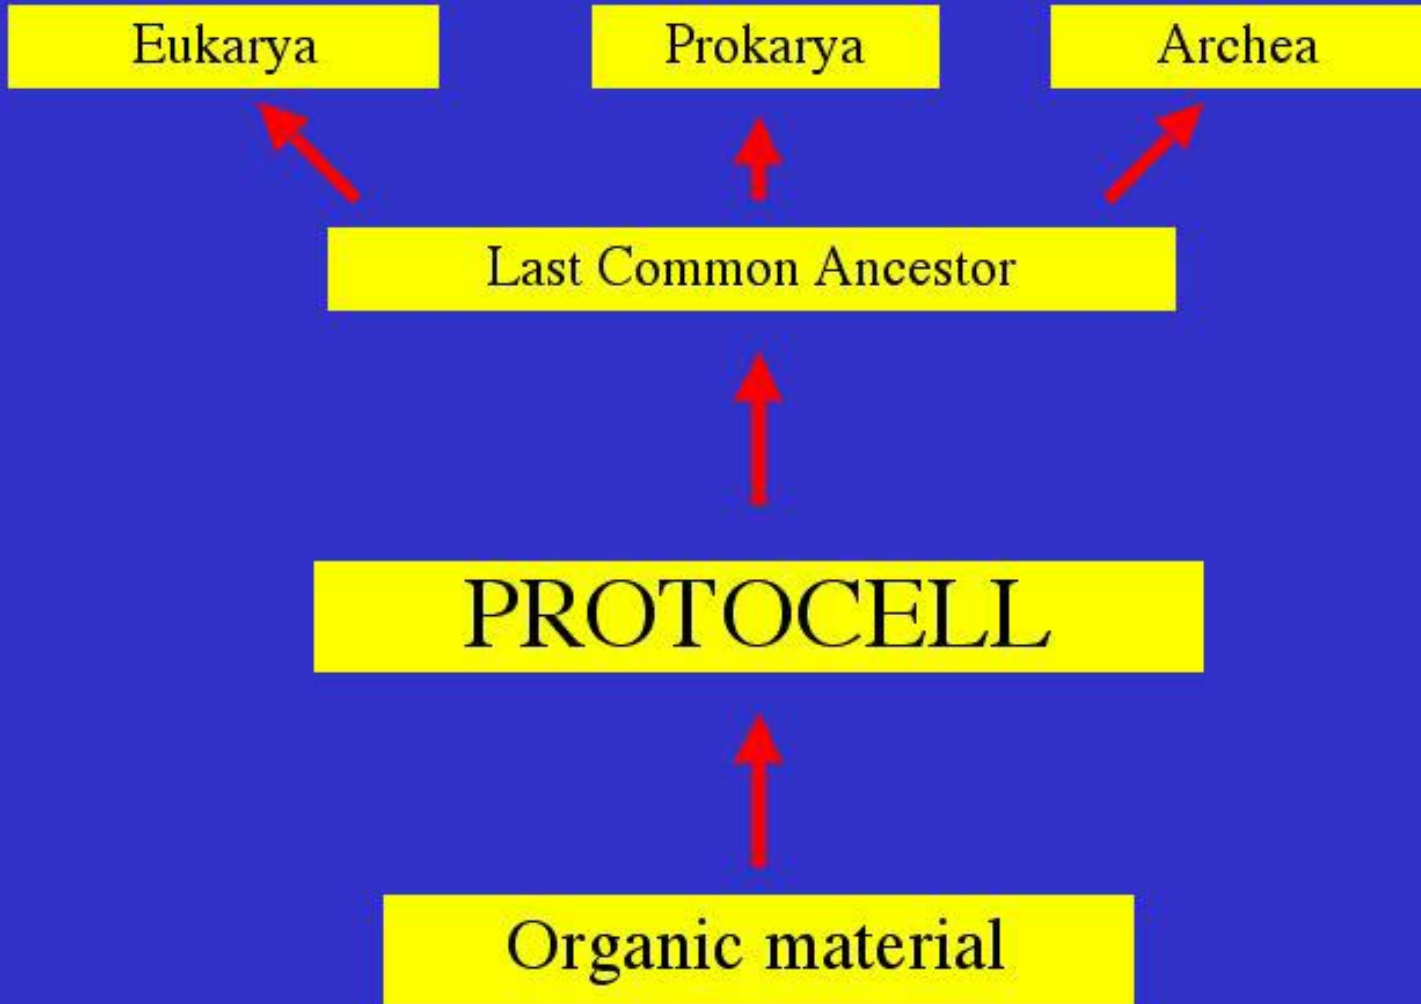 Eukarya
Prokarya
Archea
Last Common Ancestor
PROTOCELL
Organic material